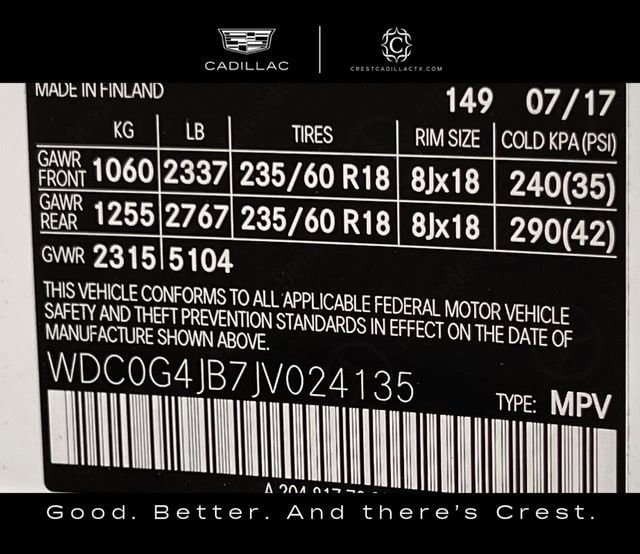 CADILLAC
CRESTCADILLACTX.COM
MADE IN FINLAND 149 07/17
KG LB TIRES RIM SIZE COLD KPA (PSI)
GAWR FRONT 1060 2337 235/60 R18 8Jx18 240(35)
GAWR REAR 1255 2767 235/60 R18 8Jx18 290(42)
GVWR 2315 5104
THIS VEHICLE CONFORMS TO ALL APPLICABLE FEDERAL MOTOR VEHICLE
SAFETY AND THEFT PREVENTION STANDARDS IN EFFECT ON THE DATE OF
MANUFACTURE SHOWN ABOVE.
WDC0G4JB7JV024135
TYPE: MPV
Good. Better. And there's Crest.